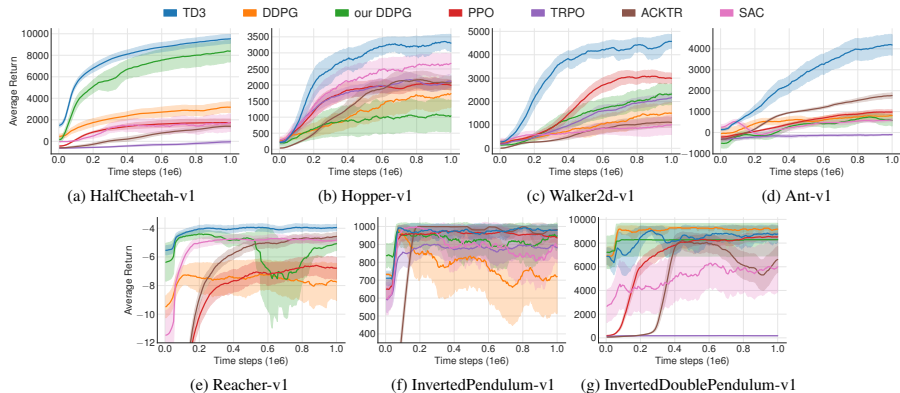 TD3 DDPG our DDPG PPO TRPO ACKTR SAC
Average Return
10000
8000
6000
4000
2000
0
0.0 0.2 0.4 0.6 0.8 1.0
Time steps (1e6)
(a) HalfCheetah-v1
3500
3000
2500
2000
1500
1000
500
0
0.0 0.2 0.4 0.6 0.8 1.0
Time steps (1e6)
(b) Hopper-v1
5000
4000
3000
2000
1000
0
0.0 0.2 0.4 0.6 0.8 1.0
Time steps (1e6)
(c) Walker2d-v1
4000
3000
2000
1000
0
−1000
0.0 0.2 0.4 0.6 0.8 1.0
Time steps (1e6)
(d) Ant-v1
Average Return
−4
−6
−8
−10
−12
0.0 0.2 0.4 0.6 0.8 1.0
Time steps (1e6)
(e) Reacher-v1
1000
900
800
700
600
500
400
0.0 0.2 0.4 0.6 0.8 1.0
Time steps (1e6)
(f) InvertedPendulum-v1
10000
8000
6000
4000
2000
0
0.0 0.2 0.4 0.6 0.8 1.0
Time steps (1e6)
(g) InvertedDoublePendulum-v1